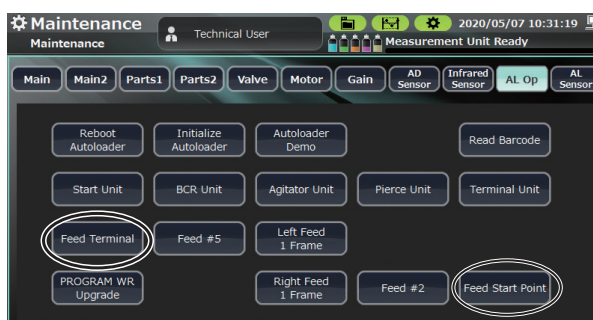 Maintenance
Technical User
2020/05/07 10:31:19
Maintenance
Measurement Unit Ready
Main
Main2
Parts1
Parts2
Valve
Motor
Gain
AD
Sensor
Infrared
Sensor
AL Op
AL
Sensor
Reboot
Autoloader
Initialize
Autoloader
Autoloader
Demo
Read Barcode
Start Unit
BCR Unit
Agitator Unit
Pierce Unit
Terminal Unit
Feed Terminal
Feed #5
Left Feed
1 Frame
PROGRAM WR
Upgrade
Right Feed
1 Frame
Feed #2
Feed Start Point